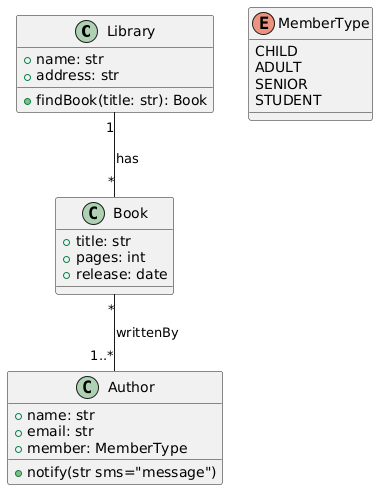 C Library
name: str
address: str
findBook(title: str): Book
E MemberType
CHILD
ADULT
SENIOR
STUDENT
1
has
*
C Book
title: str
pages: int
release: date
*
writtenBy
1..*
C Author
name: str
email: str
member: MemberType
notify(str sms="message")